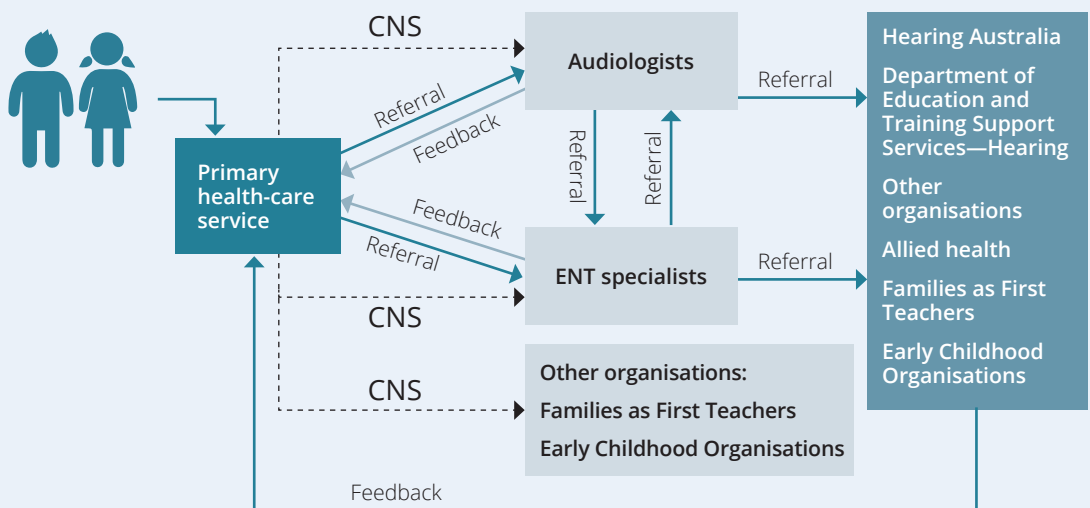 CNS
Audiologists
Referral
Feedback
Referral
Hearing Australia
Department of
Education and
Training Support
Services—Hearing
Other
organisations
Allied health
Families as First
Teachers
Early Childhood
Organisations
Primary
health-care
service
Referral
Referral
Feedback
Referral
ENT specialists
Referral
CNS
CNS
Other organisations:
Families as First Teachers
Early Childhood Organisations
Feedback